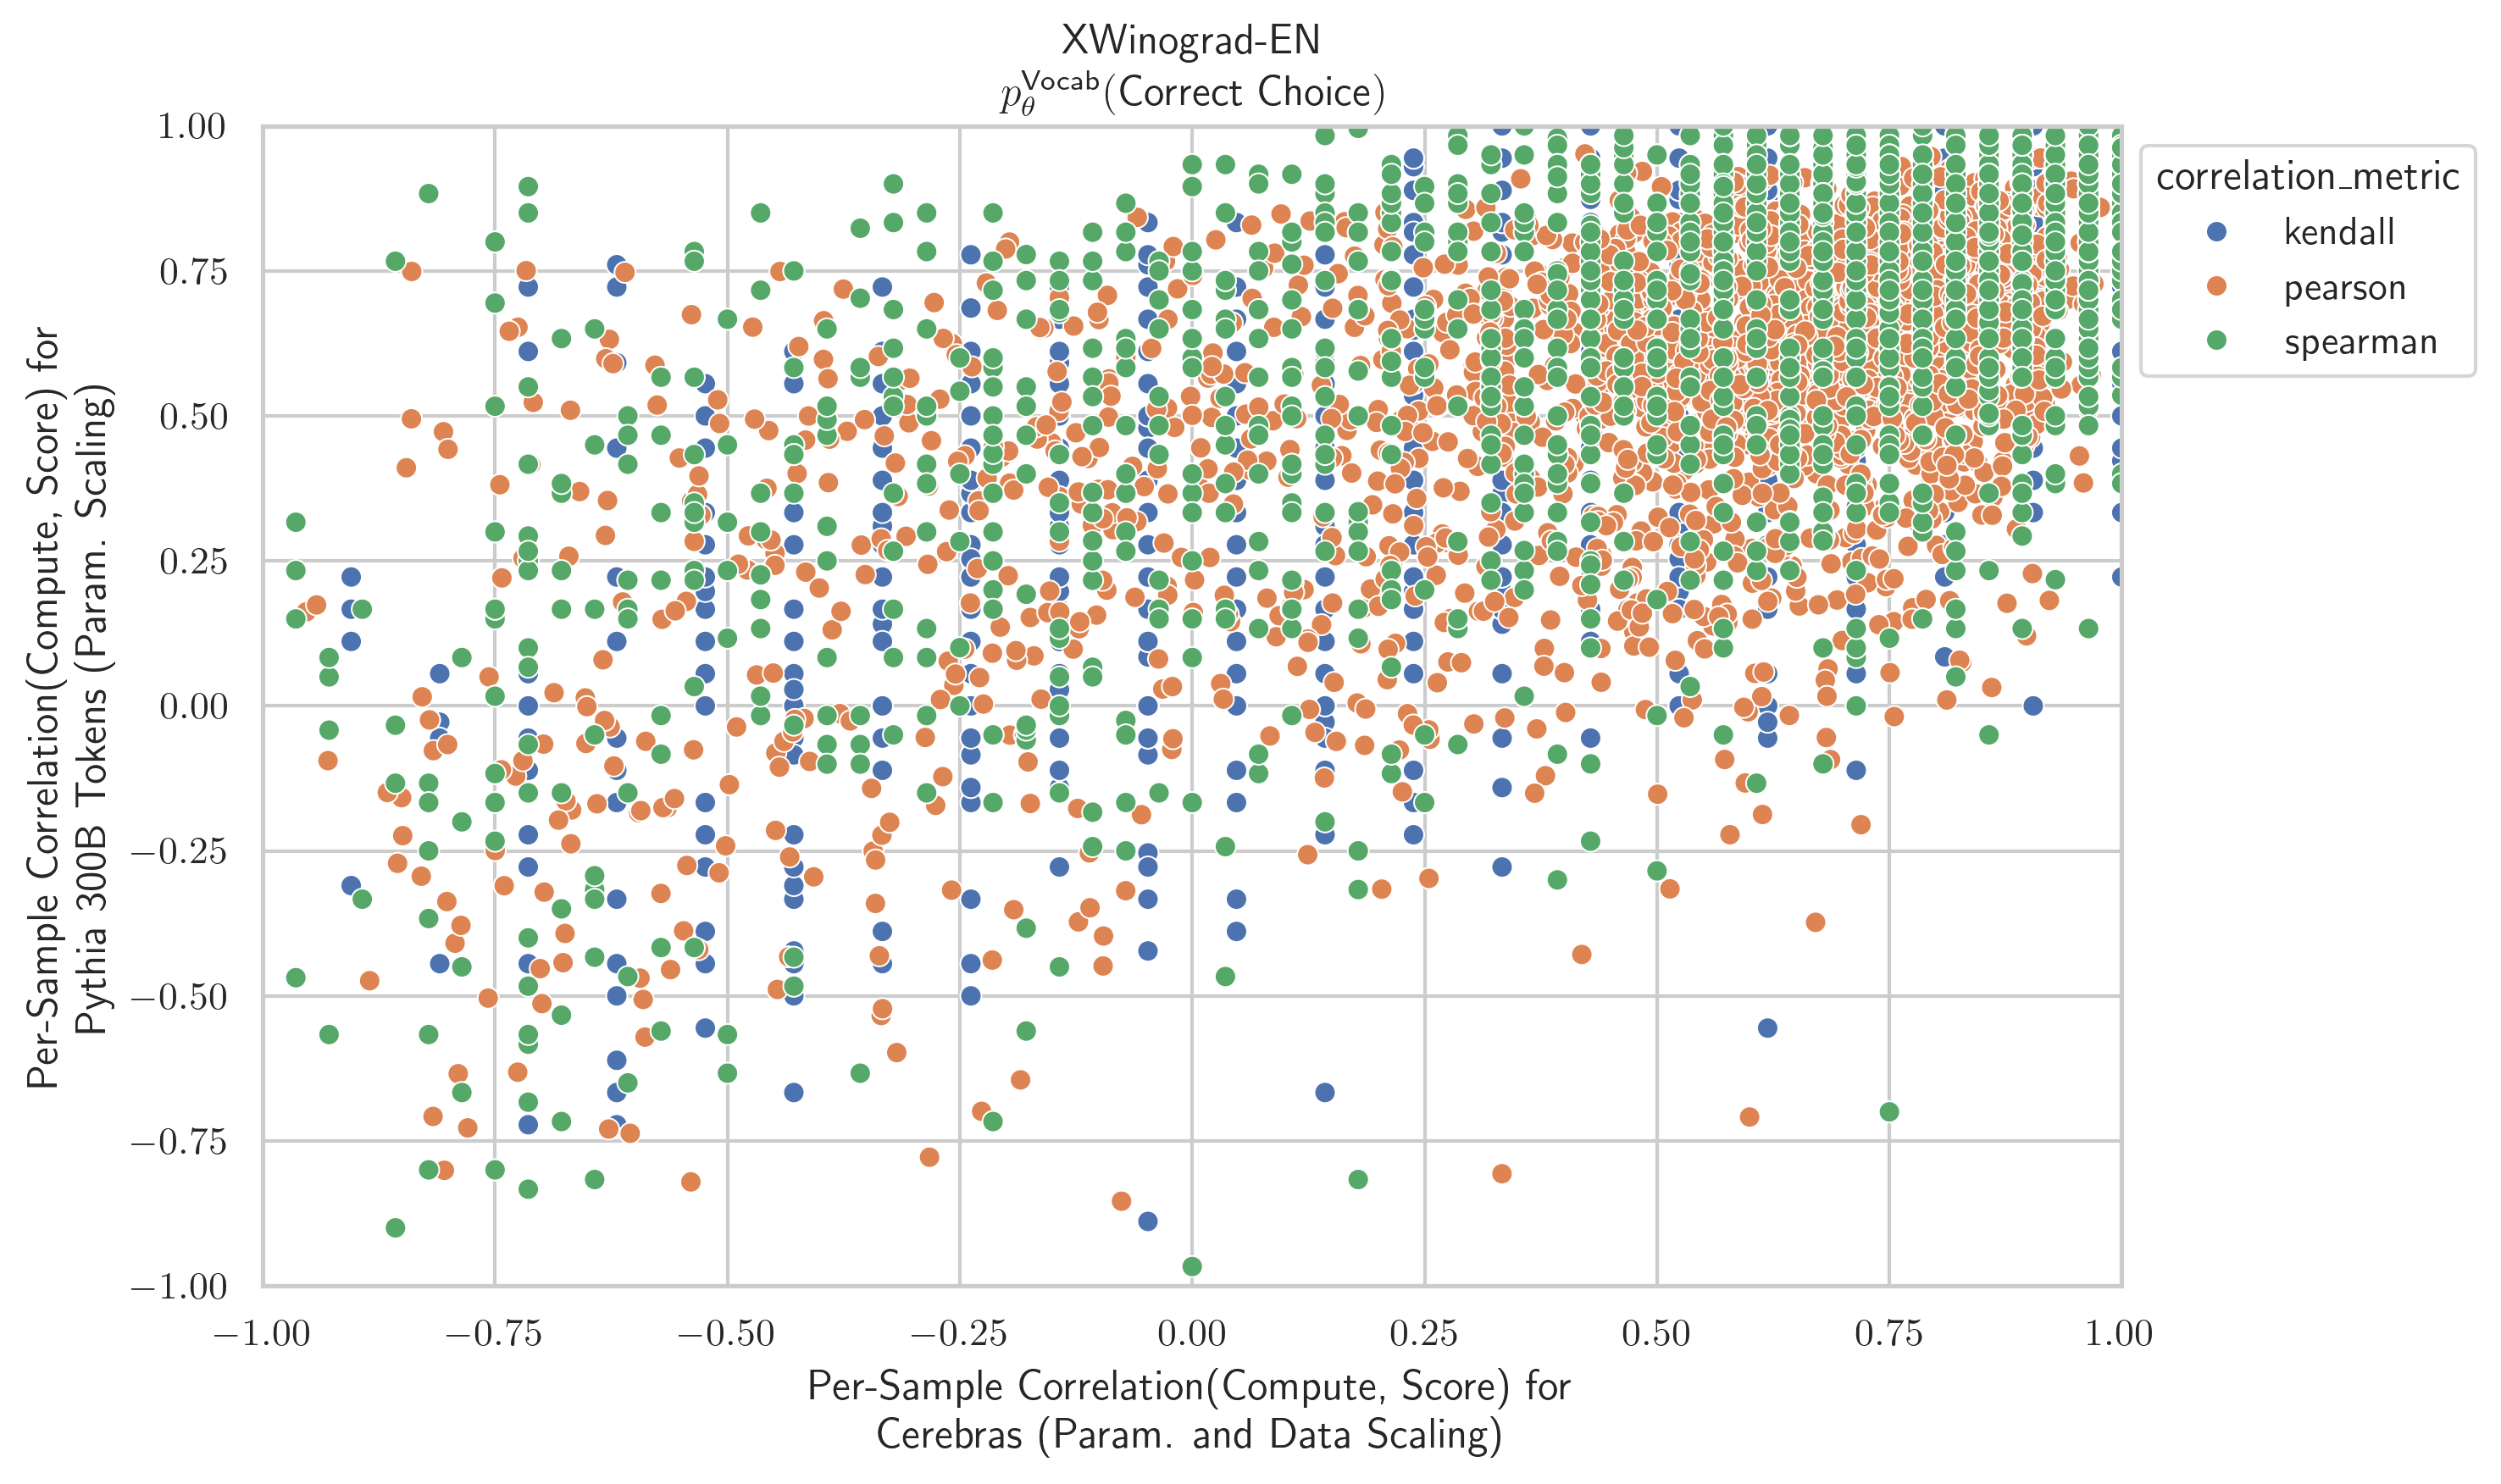 XWinograd-EN
p_θ^Vocab(Correct Choice)
1.00
0.75
0.50
0.25
0.00
−0.25
−0.50
−0.75
−1.00
Per-Sample Correlation(Compute, Score) for
Pythia 300B Tokens (Param. Scaling)
correlation_metric
kendall
pearson
spearman
−1.00 −0.75 −0.50 −0.25 0.00 0.25 0.50 0.75 1.00
Per-Sample Correlation(Compute, Score) for
Cerebras (Param. and Data Scaling)